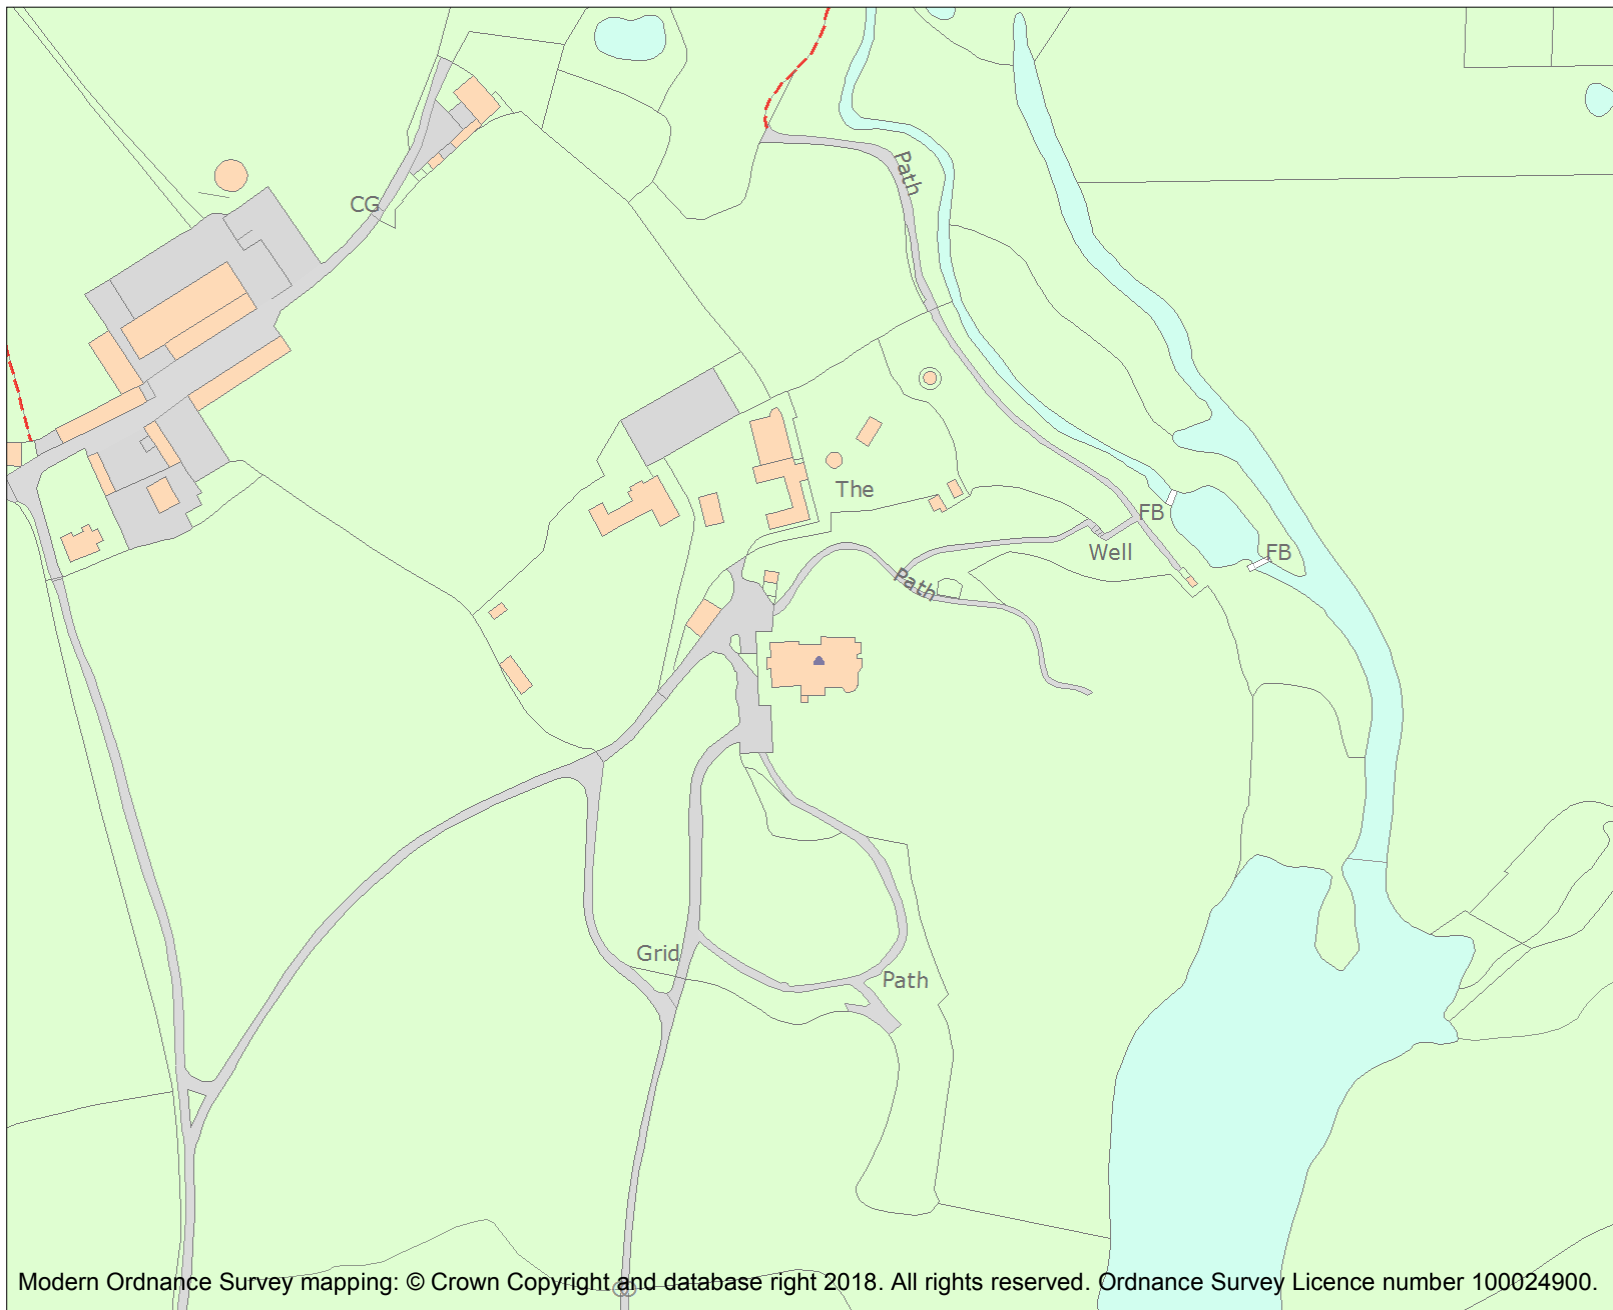 Path
CG
The
FB
Well
FB
Path
Grid
Path
Modern Ordnance Survey mapping: © Crown Copyright and database right 2018. All rights reserved. Ordnance Survey Licence number 100024900.